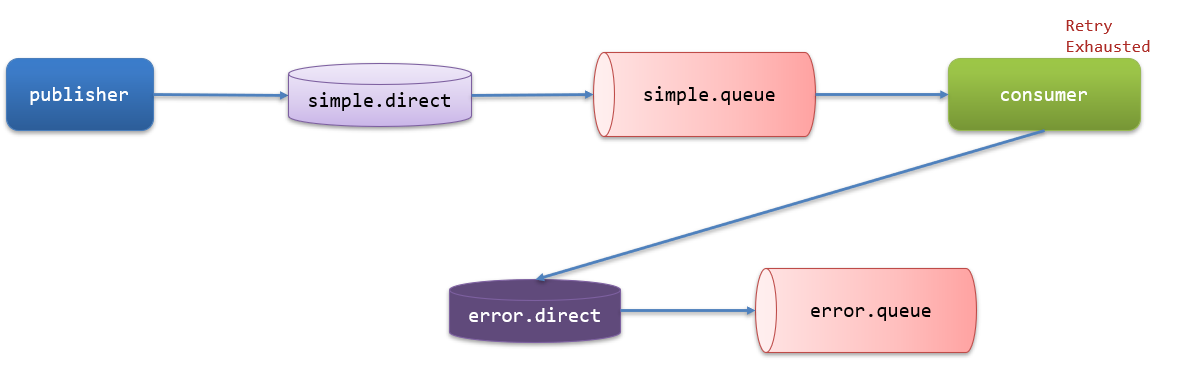 Retry
Exhausted
publisher
simple.direct
simple.queue
consumer
error.direct
error.queue